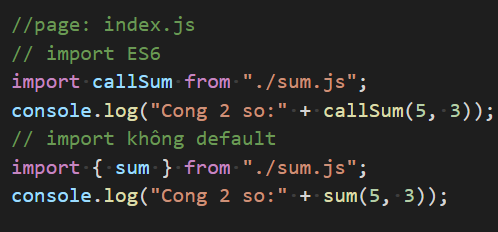 //page: index.js
// import ES6
import callSum from "./sum.js";
console.log("Cong 2 so:" + callSum(5, 3));
// import không default
import { sum } from "./sum.js";
console.log("Cong 2 so:" + sum(5, 3));